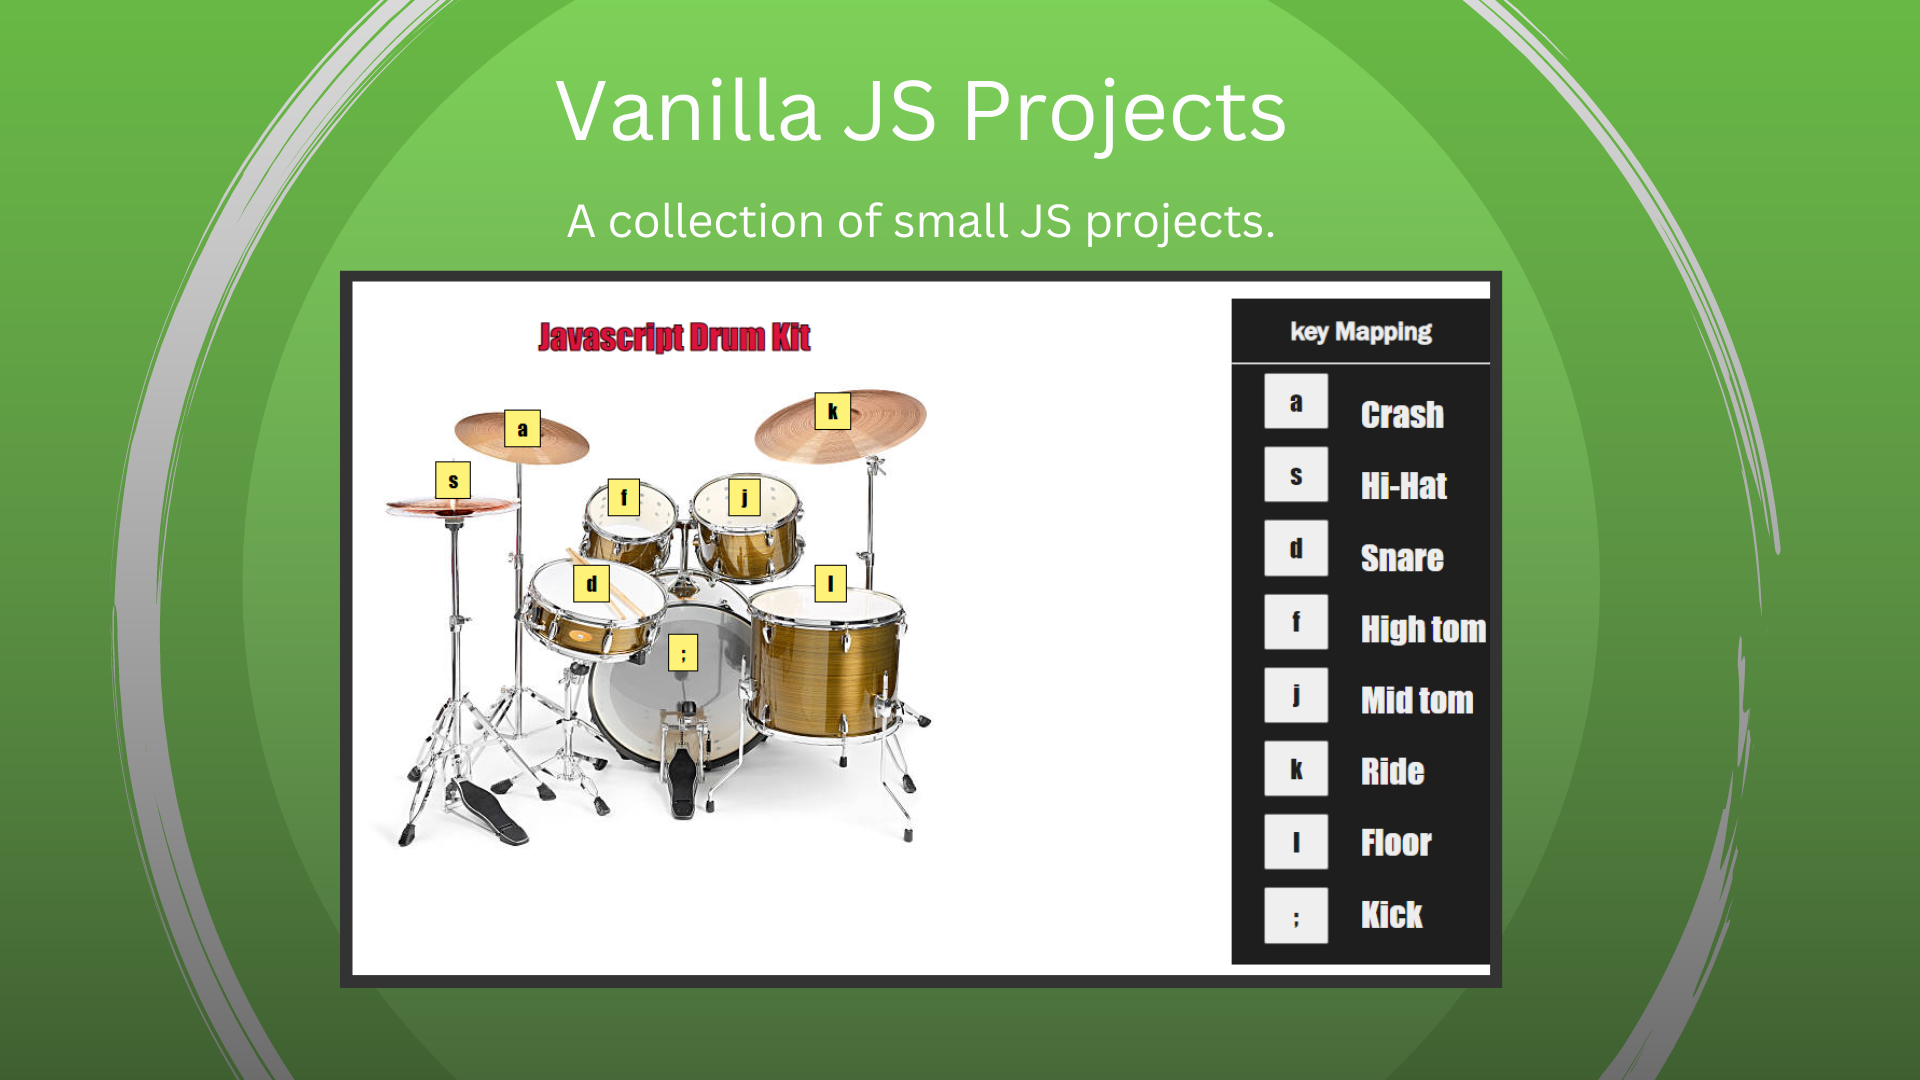 Vanilla JS Projects
A collection of small JS projects.
Javascript Drum Kit
a
k
s
f
j
d
l
;
key Mapping
a Crash
s Hi-Hat
d Snare
f High tom
j Mid tom
k Ride
l Floor
; Kick